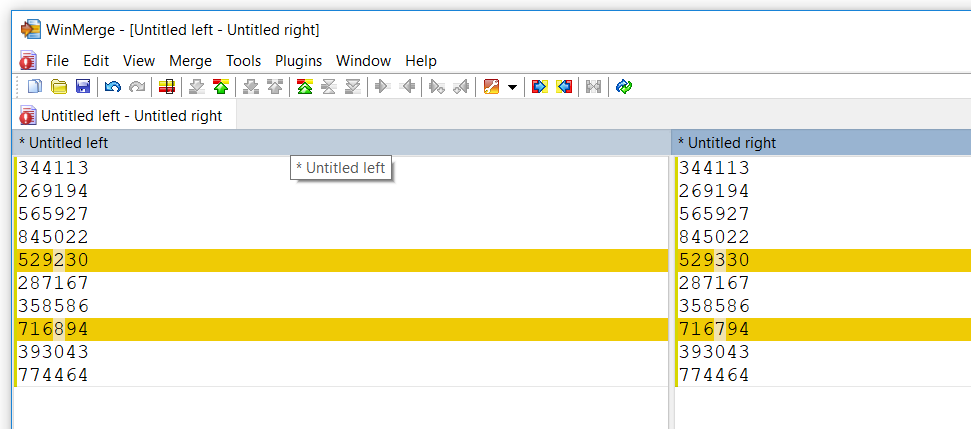 WinMerge - [Untitled left - Untitled right]
File Edit View Merge Tools Plugins Window Help
Untitled left - Untitled right
* Untitled left * Untitled right
* Untitled left
344113 344113
269194 269194
565927 565927
845022 845022
529230 529330
287167 287167
358586 358586
716894 716794
393043 393043
774464 774464